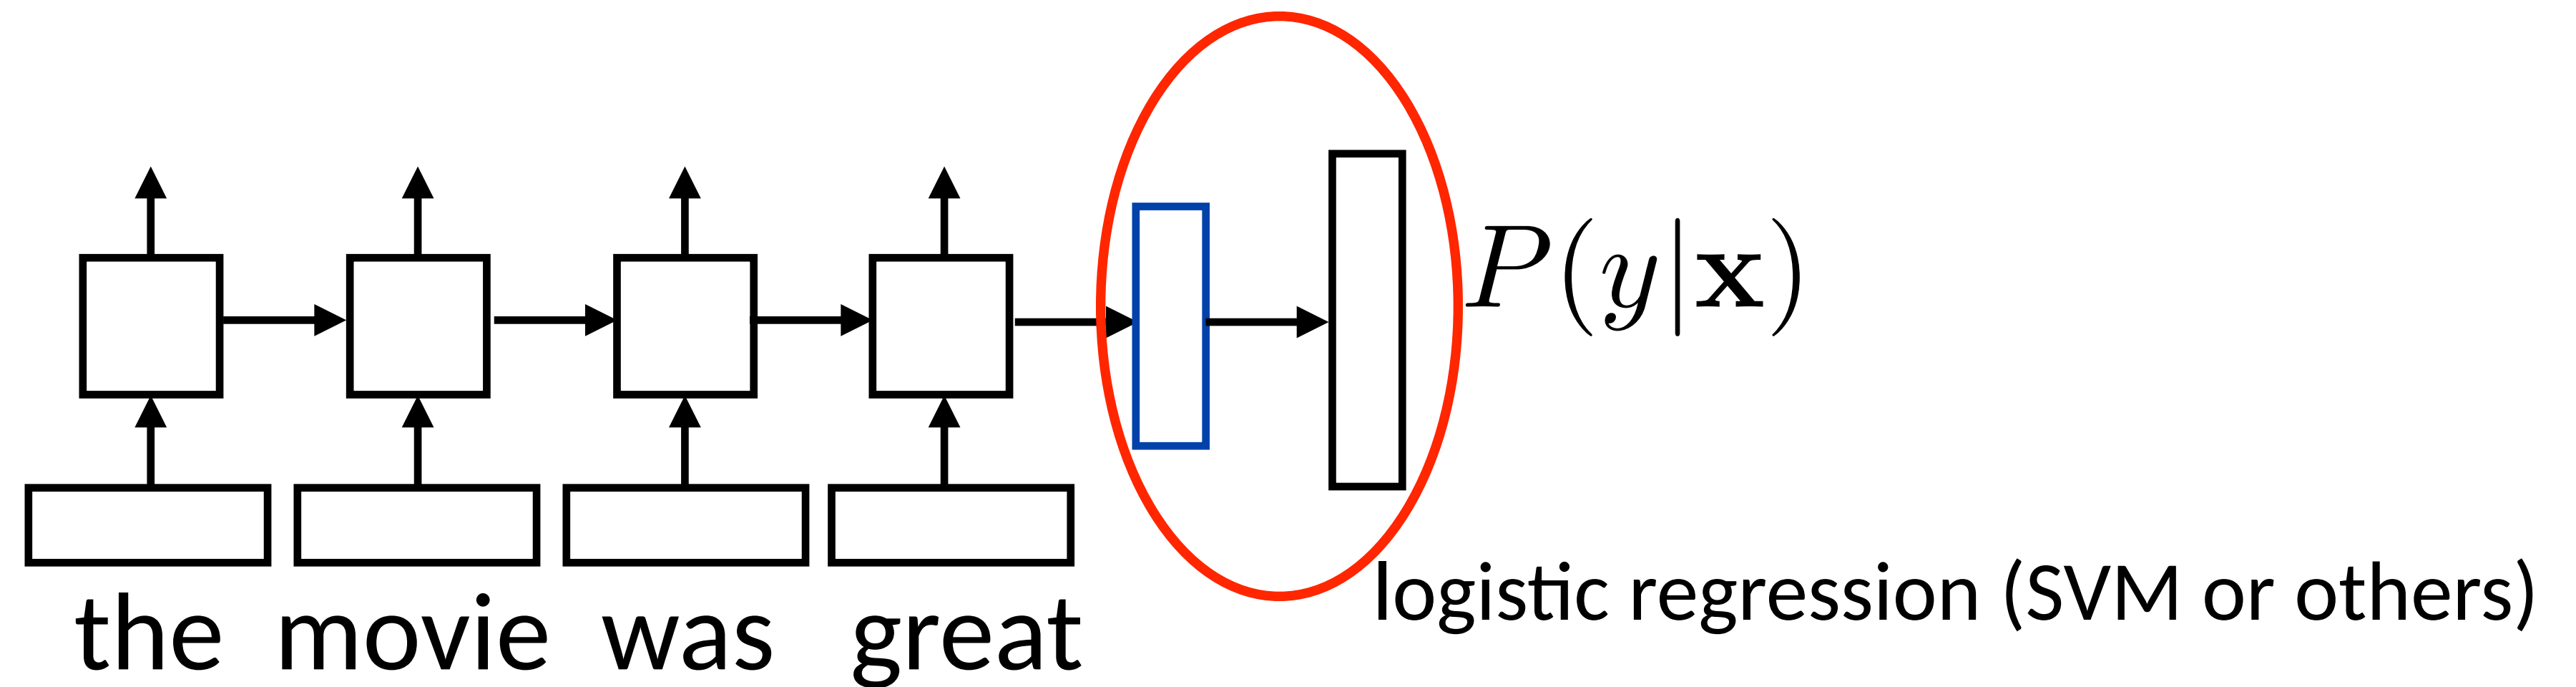 P(y|x)
logistic regression (SVM or others)
the movie was great